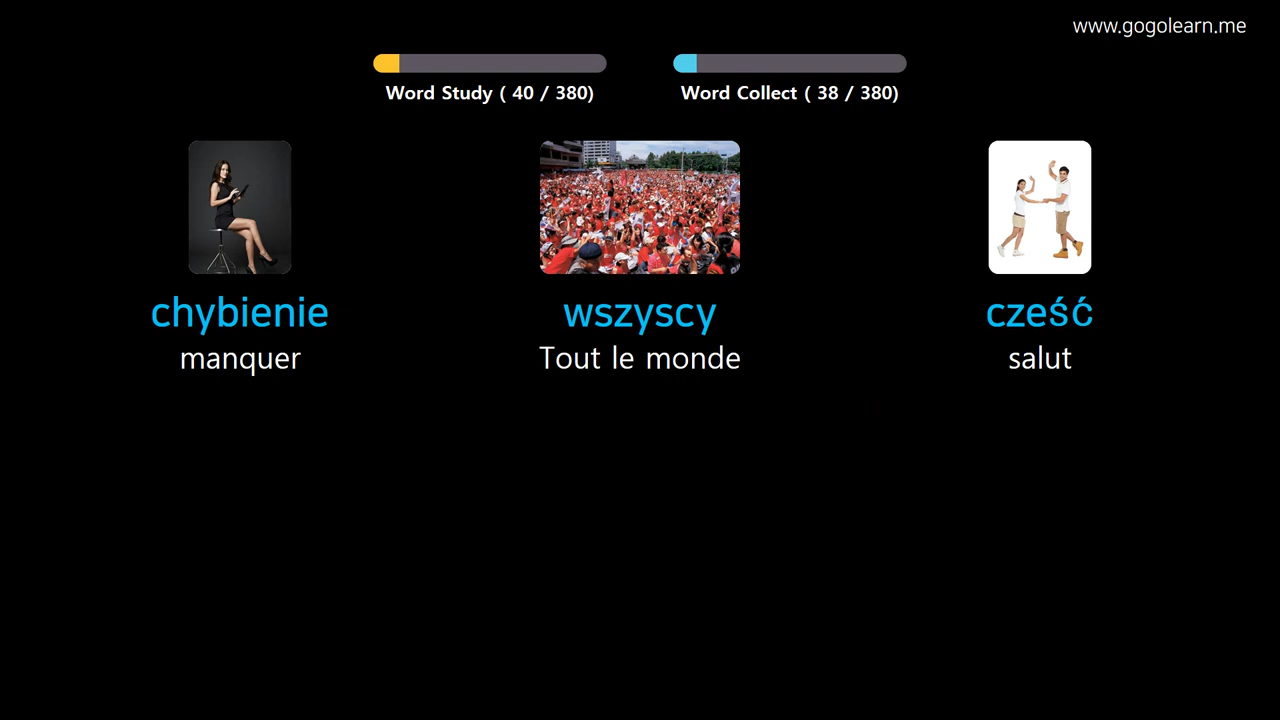 www.gogolearn.me
Word Study ( 40 / 380)
Word Collect ( 38 / 380)
chybienie
manquer
wszyscy
Tout le monde
cześć
salut